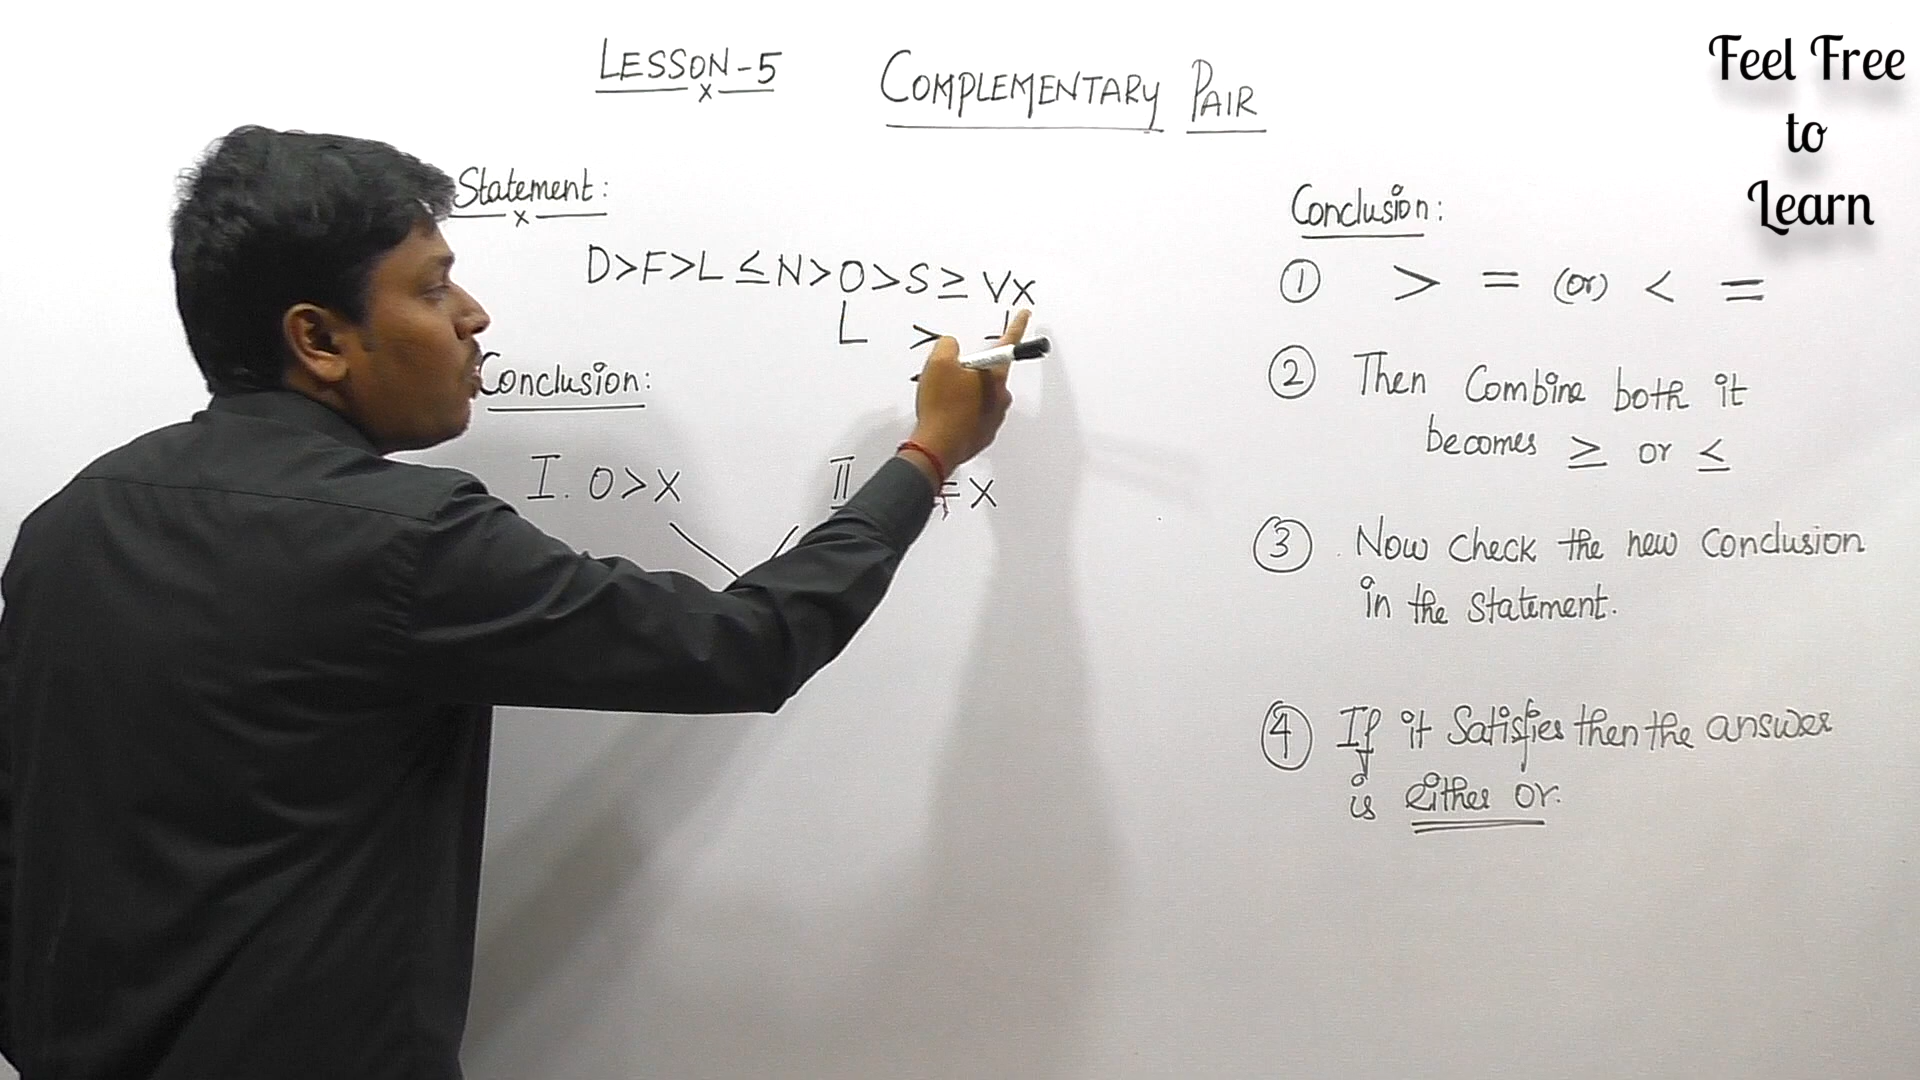 LESSON-5
COMPLEMENTARY PAIR
Feel Free
to
Learn
Statement:
D>F>L≤N>O>S≥Vx
L >
Conclusion:
I. O>X II =X
Conclusion:
① > = (or) < =
② Then Combine both it
becomes ≥ or ≤
③ Now check the new Conclusion
in the statement.
④ If it Satisfies then the answer
is either or.